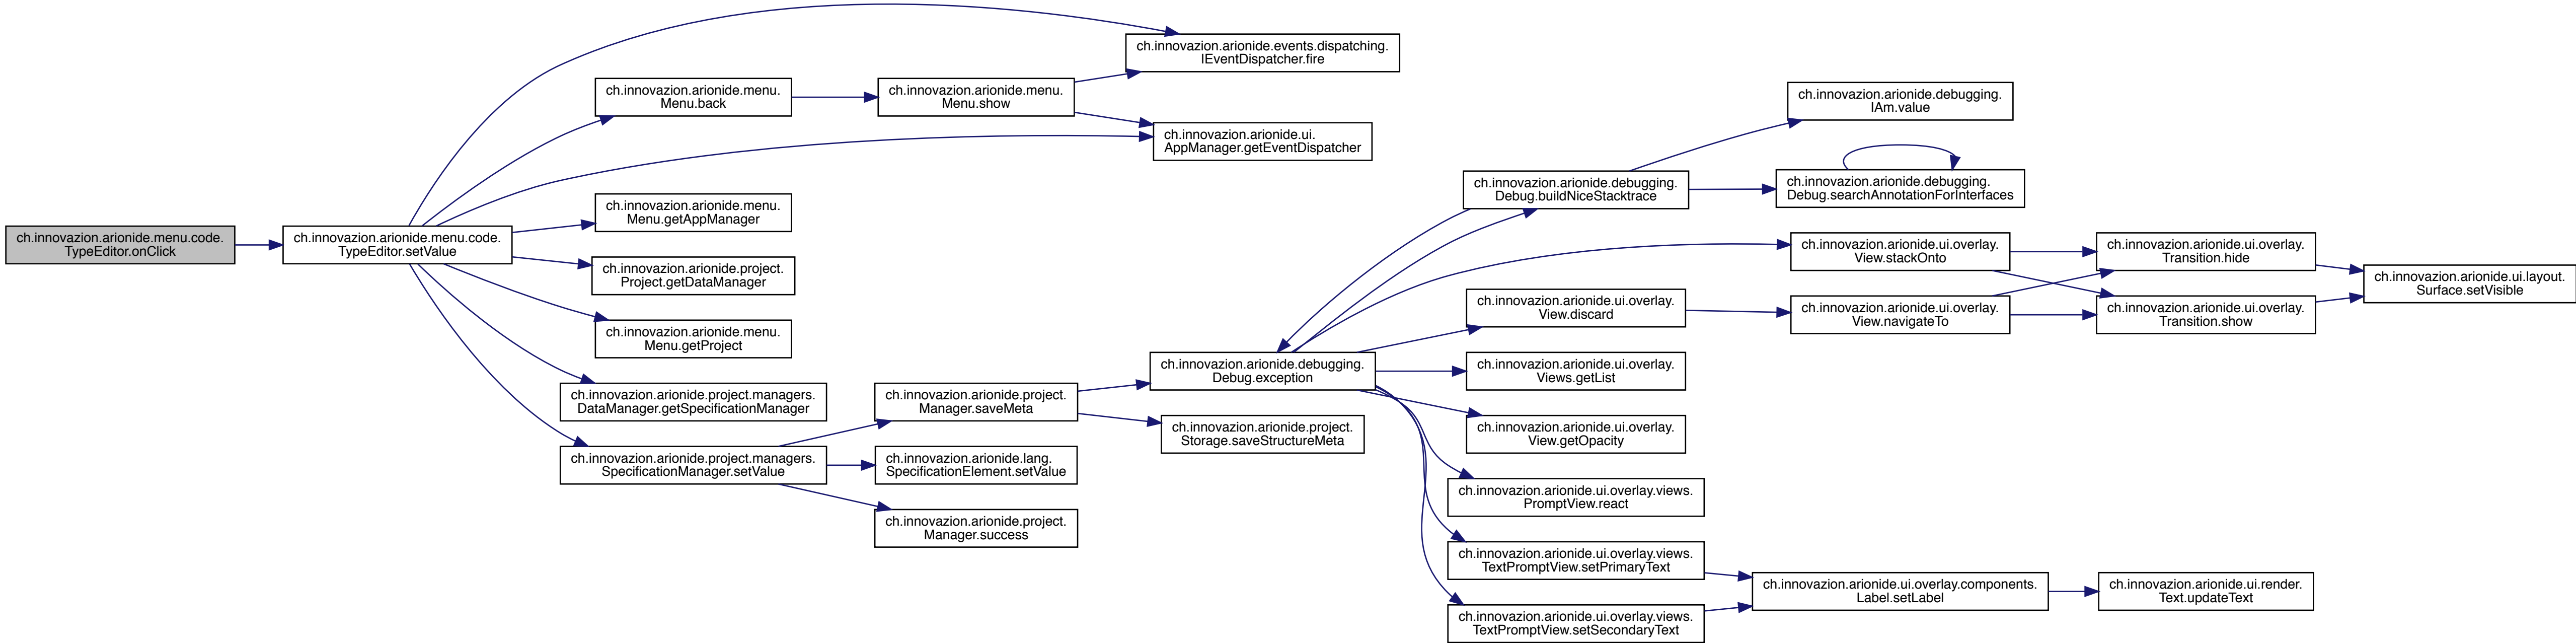 ch.innovazion.arionide.menu.code.
TypeEditor.onClick
ch.innovazion.arionide.menu.code.
TypeEditor.setValue
ch.innovazion.arionide.menu.
Menu.back
ch.innovazion.arionide.menu.
Menu.show
ch.innovazion.arionide.events.dispatching.
IEventDispatcher.fire
ch.innovazion.arionide.ui.
AppManager.getEventDispatcher
ch.innovazion.arionide.menu.
Menu.getAppManager
ch.innovazion.arionide.project.
Project.getDataManager
ch.innovazion.arionide.menu.
Menu.getProject
ch.innovazion.arionide.project.managers.
DataManager.getSpecificationManager
ch.innovazion.arionide.project.managers.
SpecificationManager.setValue
ch.innovazion.arionide.project.
Manager.saveMeta
ch.innovazion.arionide.lang.
SpecificationElement.setValue
ch.innovazion.arionide.project.
Manager.success
ch.innovazion.arionide.debugging.
Debug.exception
ch.innovazion.arionide.project.
Storage.saveStructureMeta
ch.innovazion.arionide.debugging.
Debug.buildNiceStacktrace
ch.innovazion.arionide.debugging.
IAm.value
ch.innovazion.arionide.debugging.
Debug.searchAnnotationForInterfaces
ch.innovazion.arionide.ui.overlay.
View.stackOnto
ch.innovazion.arionide.ui.overlay.
View.discard
ch.innovazion.arionide.ui.overlay.
View.navigateTo
ch.innovazion.arionide.ui.overlay.
Transition.hide
ch.innovazion.arionide.ui.overlay.
Transition.show
ch.innovazion.arionide.ui.layout.
Surface.setVisible
ch.innovazion.arionide.ui.overlay.
Views.getList
ch.innovazion.arionide.ui.overlay.
View.getOpacity
ch.innovazion.arionide.ui.overlay.views.
PromptView.react
ch.innovazion.arionide.ui.overlay.views.
TextPromptView.setPrimaryText
ch.innovazion.arionide.ui.overlay.views.
TextPromptView.setSecondaryText
ch.innovazion.arionide.ui.overlay.components.
Label.setLabel
ch.innovazion.arionide.ui.render.
Text.updateText